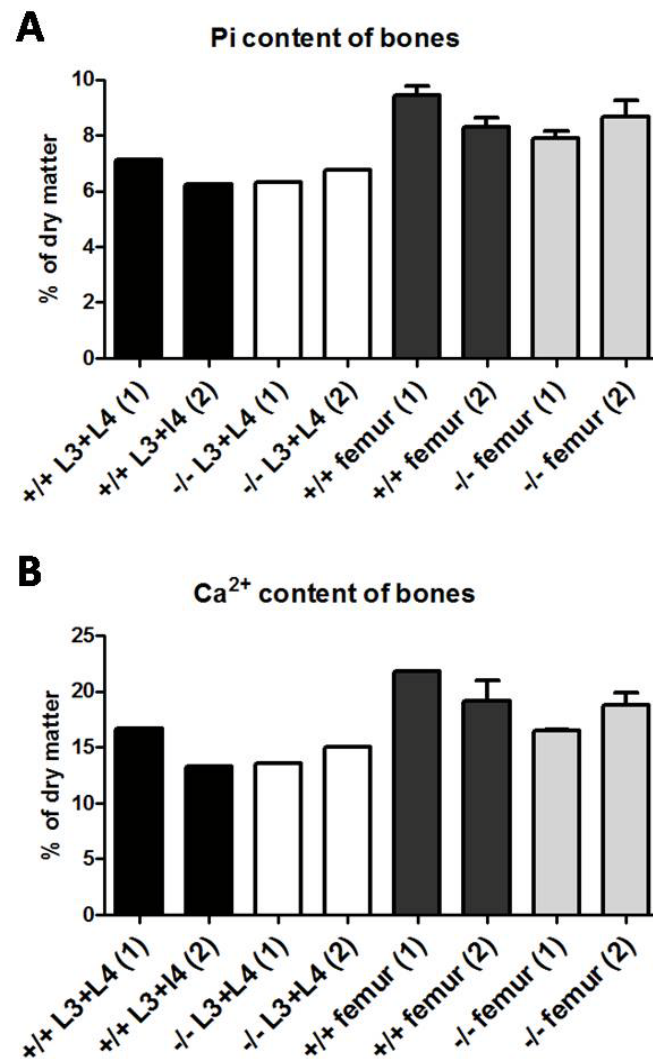 A
Pi content of bones
% of dry matter
10
8
6
4
2
0
+/+ L3+L4 (1)
+/+ L3+l4 (2)
-/- L3+L4 (1)
-/- L3+L4 (2)
+/+ femur (1)
+/+ femur (2)
-/- femur (1)
-/- femur (2)
B
Ca²⁺ content of bones
% of dry matter
25
20
15
10
5
0
+/+ L3+L4 (1)
+/+ L3+l4 (2)
-/- L3+L4 (1)
-/- L3+L4 (2)
+/+ femur (1)
+/+ femur (2)
-/- femur (1)
-/- femur (2)